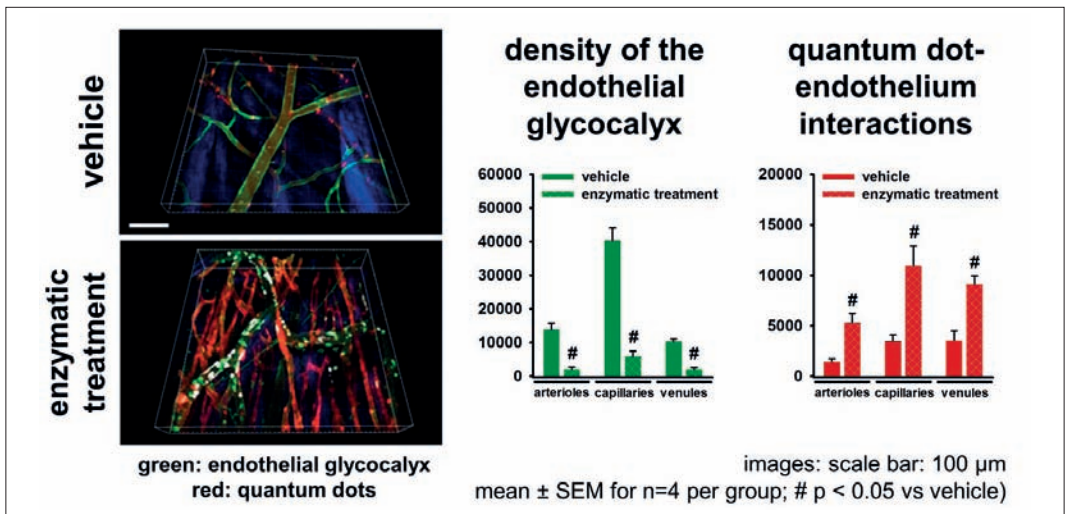 vehicle
enzymatic
treatment
green: endothelial glycocalyx
red: quantum dots
density of the
endothelial
glycocalyx
vehicle
enzymatic treatment
60000
50000
40000
30000
20000
10000
0
#
#
#
arterioles capillaries venules
quantum dot-
endothelium
interactions
vehicle
enzymatic treatment
20000
15000
10000
5000
0
#
#
#
arterioles capillaries venules
images: scale bar: 100 µm
mean ± SEM for n=4 per group; # p < 0.05 vs vehicle)